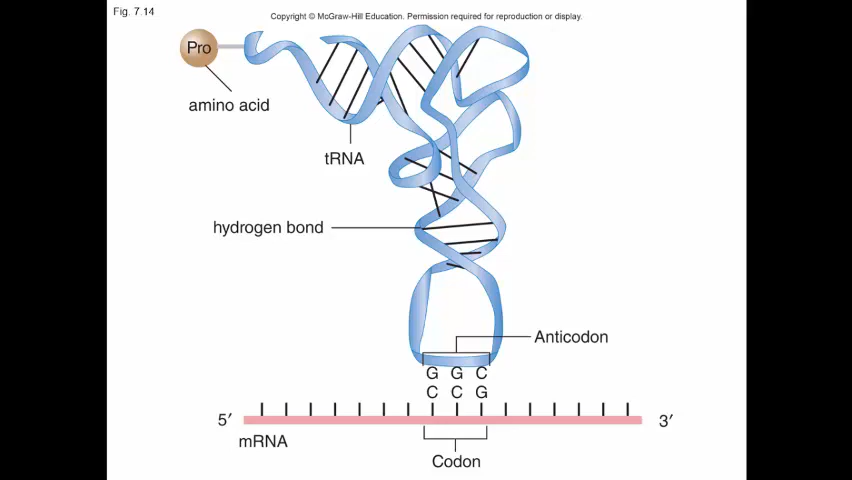 Fig. 7.14
Copyright © McGraw-Hill Education. Permission required for reproduction or display.
Pro
amino acid
tRNA
hydrogen bond
Anticodon
G G C
C C G
5′ 3′
mRNA
Codon